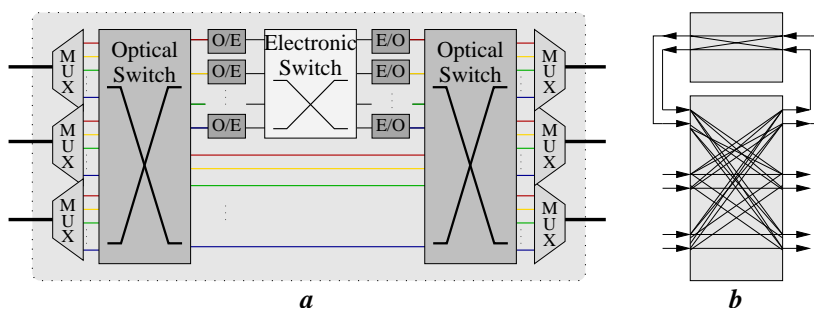 MUX
MUX
MUX
Optical
Switch
O/E
O/E
O/E
Electronic
Switch
E/O
E/O
E/O
Optical
Switch
MUX
MUX
MUX
a
b